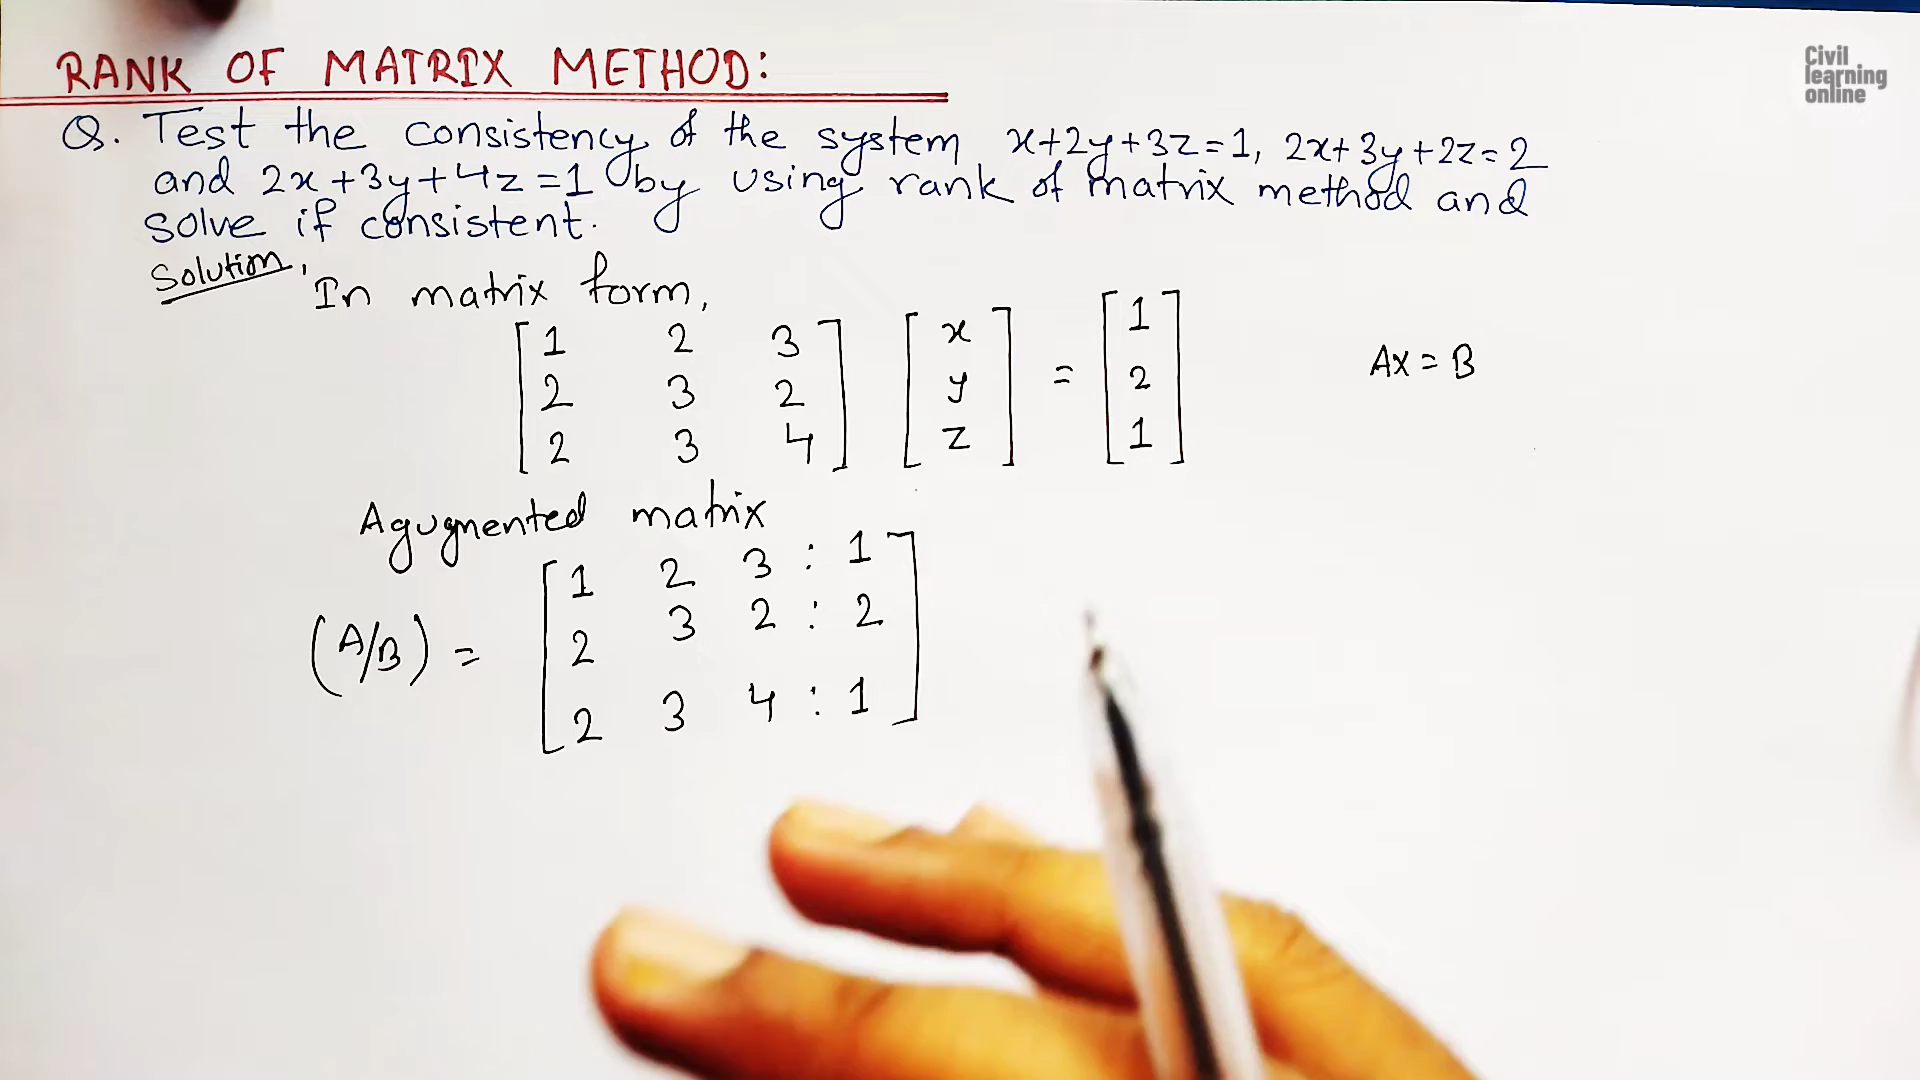 RANK OF MATRIX METHOD:
Civil
learning
online
Q. Test the consistency of the system x+2y+3z=1, 2x+3y+2z=2
and 2x+3y+4z=1 by using rank of matrix method and
solve if consistent.
Solution,
In matrix form,
[1 2 3] [x] = [1]
[2 3 2] [y] = [2]
[2 3 4] [z] = [1]
AX = B
Agugmented matrix
(A/B) =
[1 2 3 : 1]
[2 3 2 : 2]
[2 3 4 : 1]